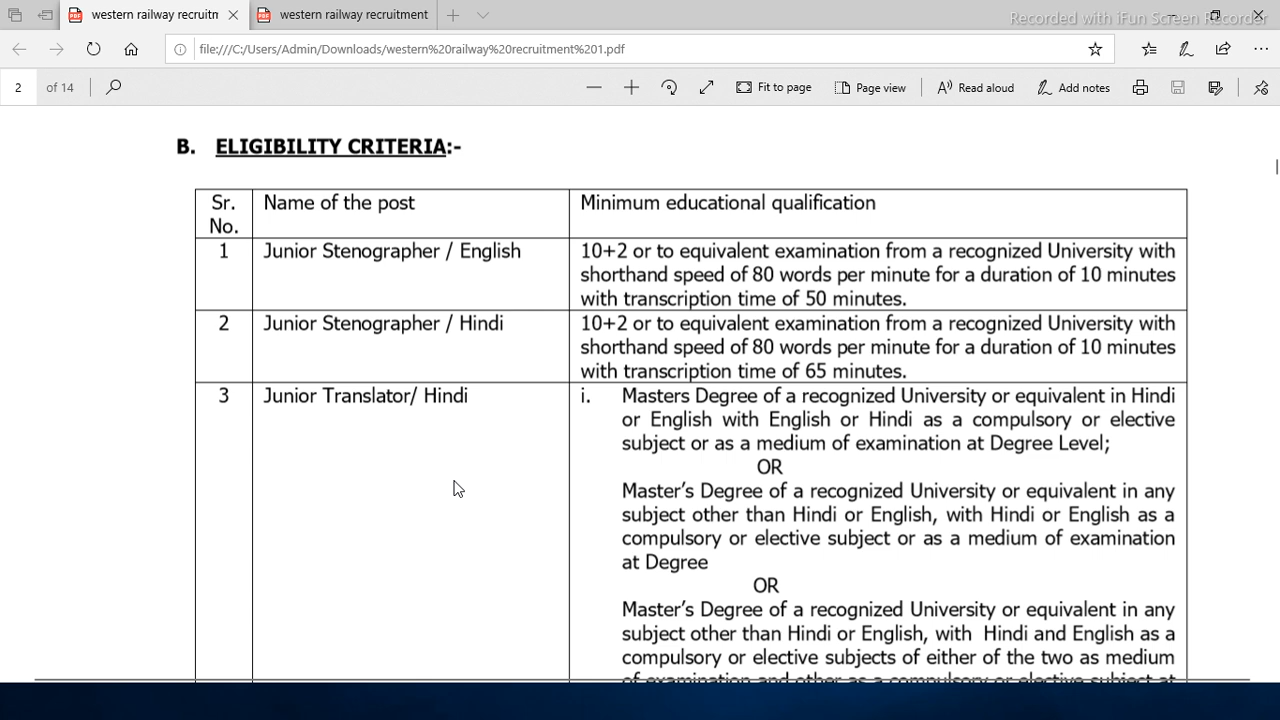 western railway recruitm
western railway recruitment
Recorded with iFun Screen Recorder
file:///C:/Users/Admin/Downloads/western%20railway%20recruitment%201.pdf
2 of 14
Fit to page
Page view
Read aloud
Add notes
B. ELIGIBILITY CRITERIA:-
Sr. No.
Name of the post
Minimum educational qualification
1
Junior Stenographer / English
10+2 or to equivalent examination from a recognized University with
shorthand speed of 80 words per minute for a duration of 10 minutes
with transcription time of 50 minutes.
2
Junior Stenographer / Hindi
10+2 or to equivalent examination from a recognized University with
shorthand speed of 80 words per minute for a duration of 10 minutes
with transcription time of 65 minutes.
3
Junior Translator/ Hindi
i. Masters Degree of a recognized University or equivalent in Hindi
or English with English or Hindi as a compulsory or elective
subject or as a medium of examination at Degree Level;
OR
Master's Degree of a recognized University or equivalent in any
subject other than Hindi or English, with Hindi or English as a
compulsory or elective subject or as a medium of examination
at Degree
OR
Master's Degree of a recognized University or equivalent in any
subject other than Hindi or English, with Hindi and English as a
compulsory or elective subjects of either of the two as medium
of examination and other as a compulsory or elective subject at